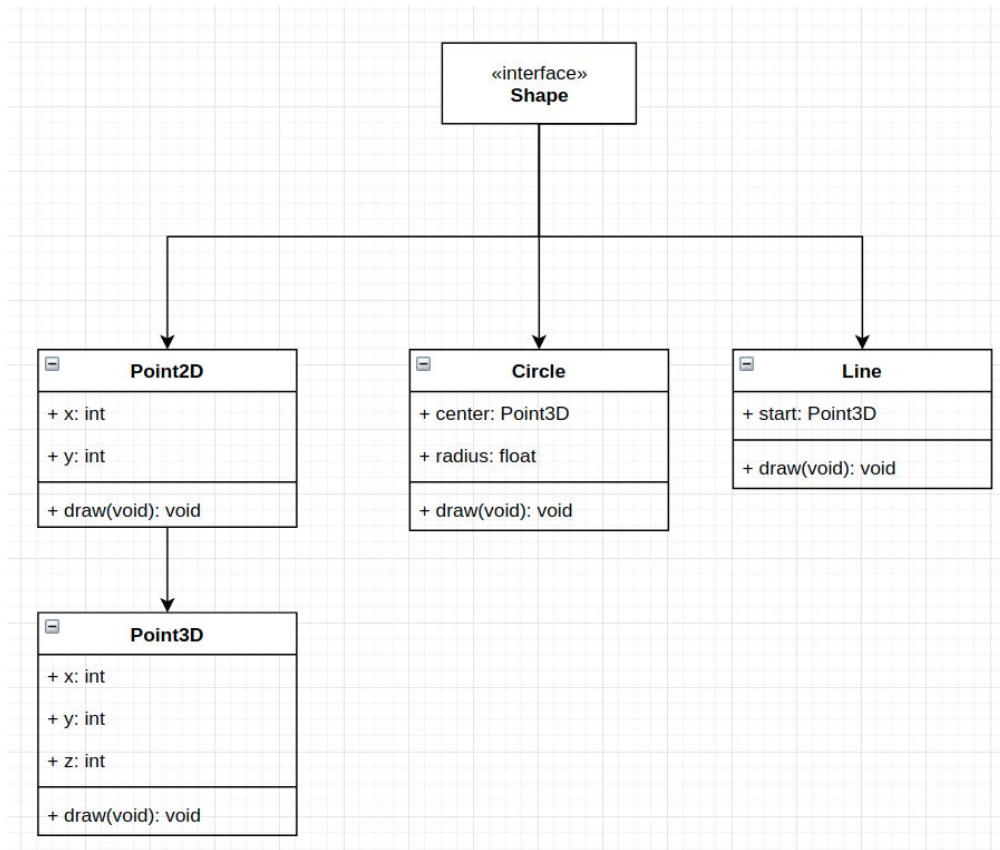 «interface»
Shape
Point2D
+ x: int
+ y: int
+ draw(void): void
Circle
+ center: Point3D
+ radius: float
+ draw(void): void
Line
+ start: Point3D
+ draw(void): void
Point3D
+ x: int
+ y: int
+ z: int
+ draw(void): void